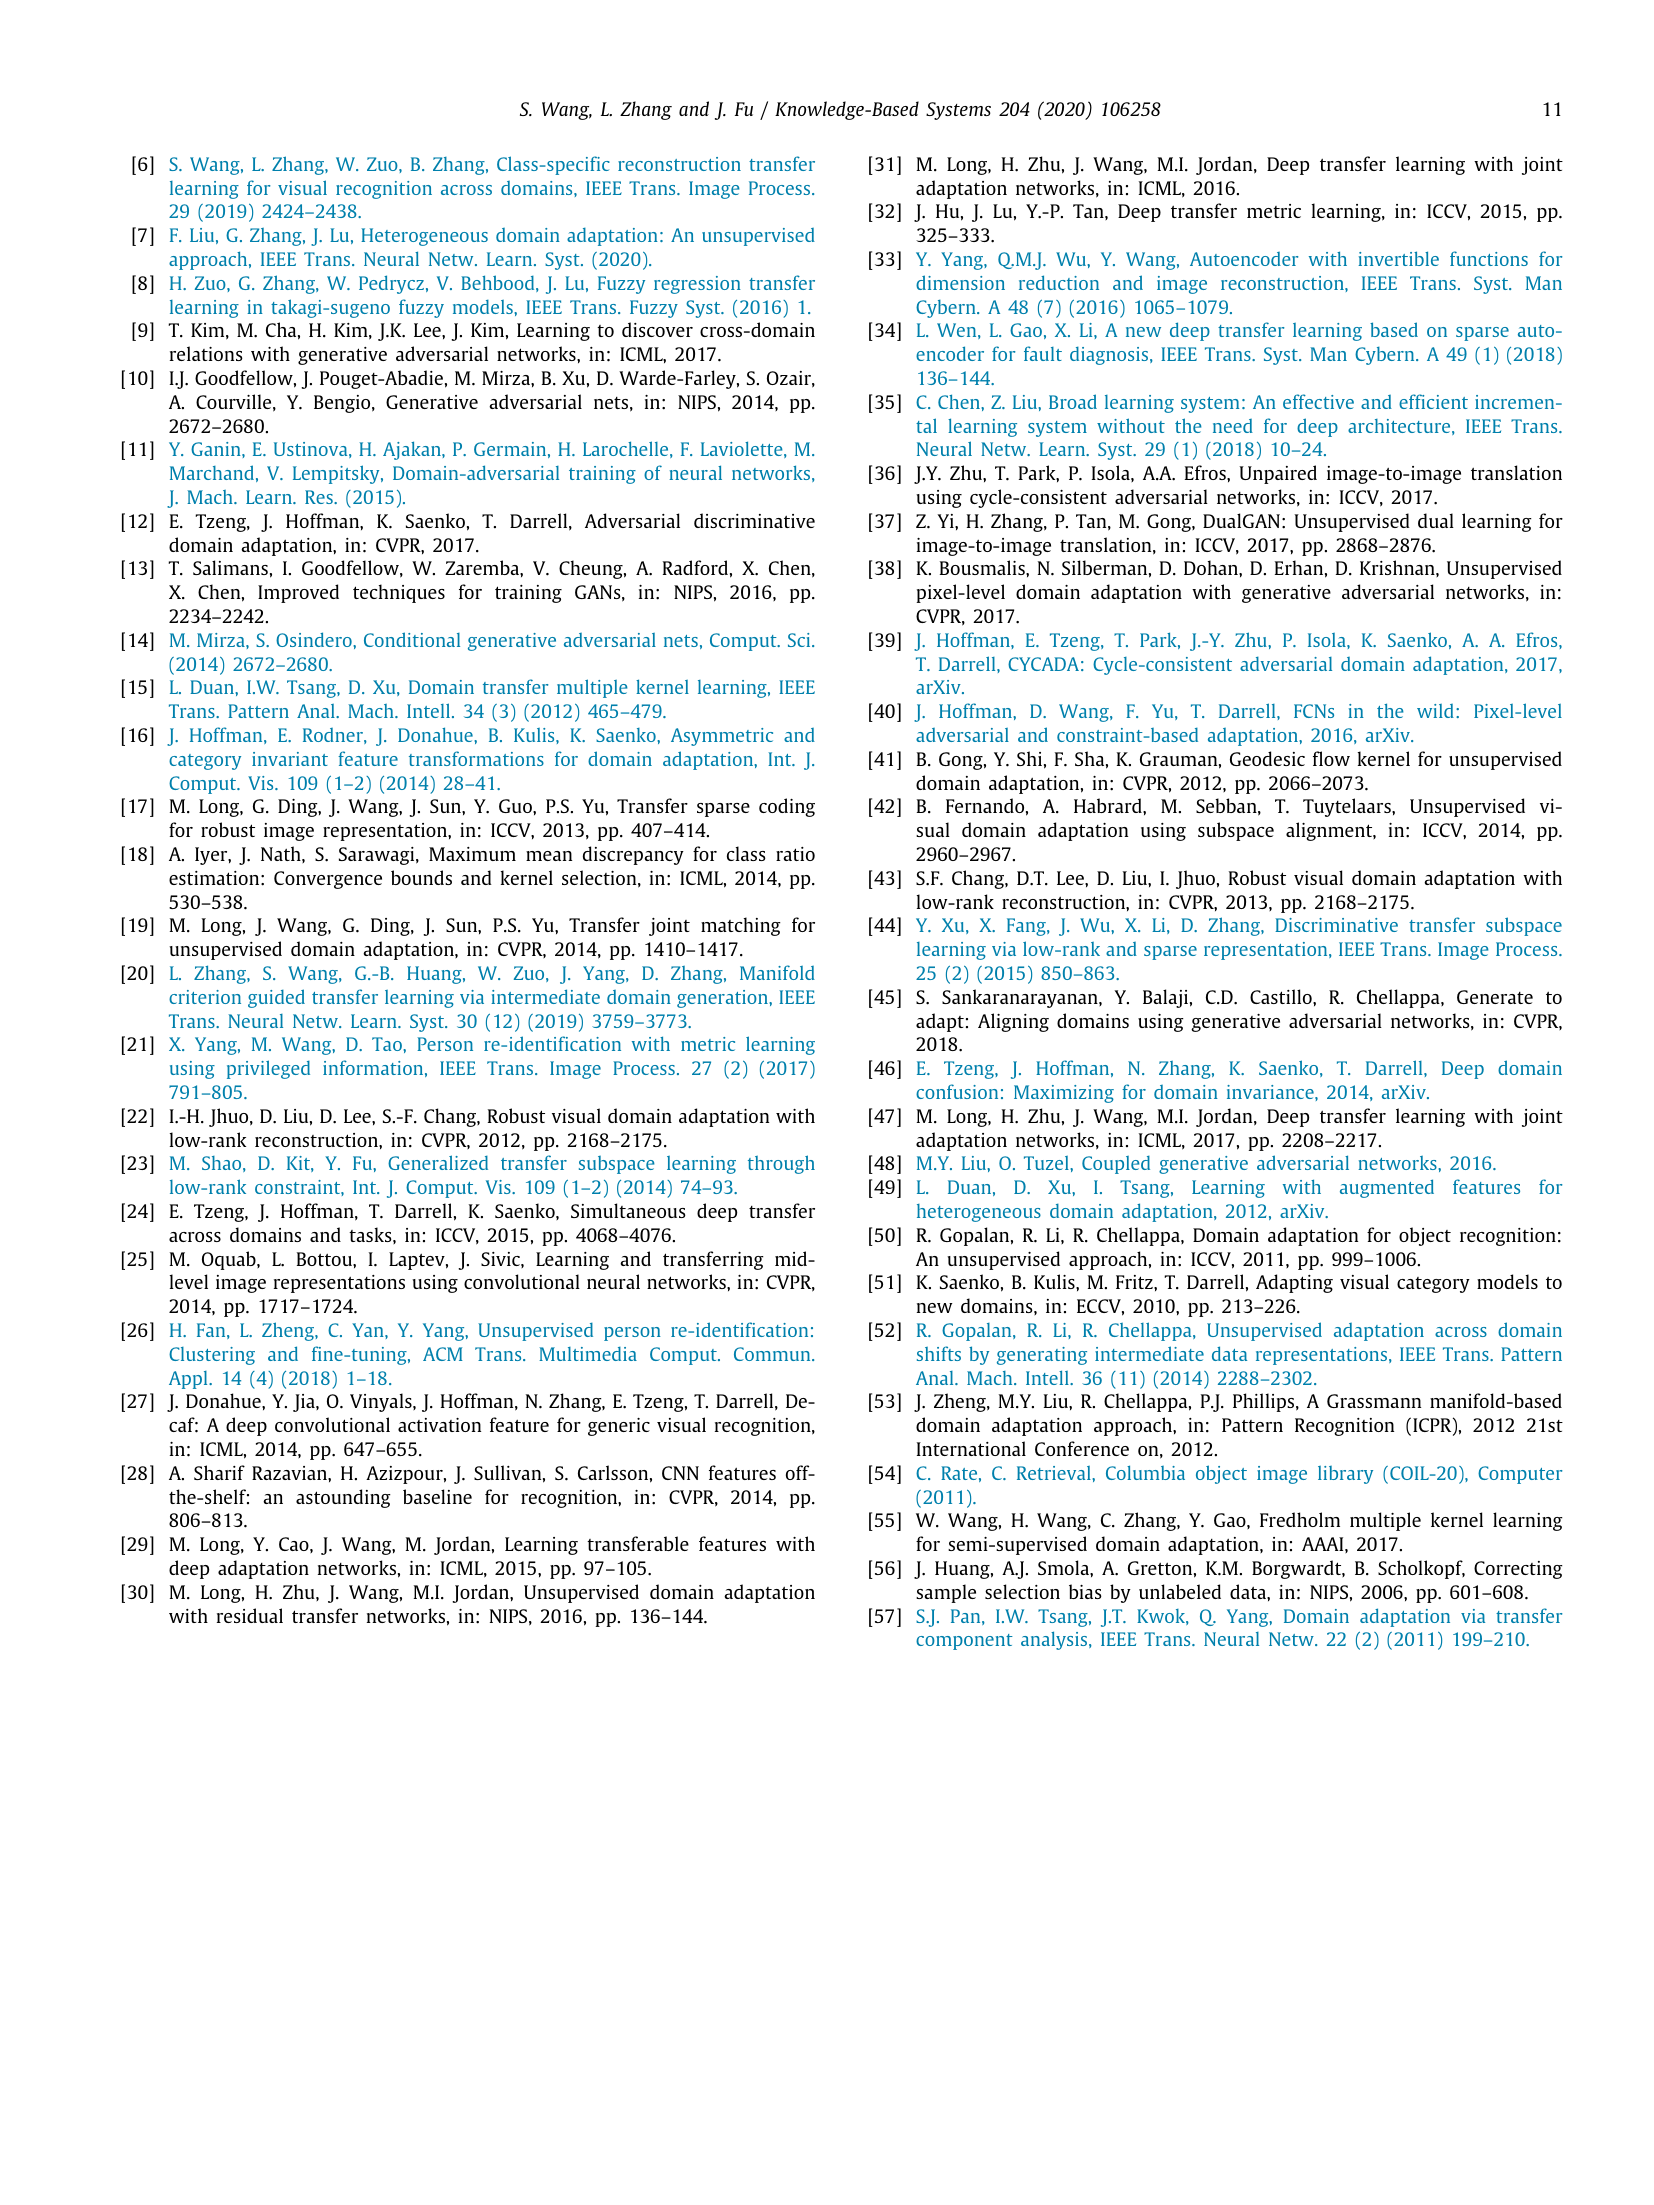 S. Wang, L. Zhang and J. Fu / Knowledge-Based Systems 204 (2020) 106258
11
[6] S. Wang, L. Zhang, W. Zuo, B. Zhang, Class-specific reconstruction transfer
learning for visual recognition across domains, IEEE Trans. Image Process.
29 (2019) 2424–2438.
[7] F. Liu, G. Zhang, J. Lu, Heterogeneous domain adaptation: An unsupervised
approach, IEEE Trans. Neural Netw. Learn. Syst. (2020).
[8] H. Zuo, G. Zhang, W. Pedrycz, V. Behbood, J. Lu, Fuzzy regression transfer
learning in takagi-sugeno fuzzy models, IEEE Trans. Fuzzy Syst. (2016) 1.
[9] T. Kim, M. Cha, H. Kim, J.K. Lee, J. Kim, Learning to discover cross-domain
relations with generative adversarial networks, in: ICML, 2017.
[10] I.J. Goodfellow, J. Pouget-Abadie, M. Mirza, B. Xu, D. Warde-Farley, S. Ozair,
A. Courville, Y. Bengio, Generative adversarial nets, in: NIPS, 2014, pp.
2672–2680.
[11] Y. Ganin, E. Ustinova, H. Ajakan, P. Germain, H. Larochelle, F. Laviolette, M.
Marchand, V. Lempitsky, Domain-adversarial training of neural networks,
J. Mach. Learn. Res. (2015).
[12] E. Tzeng, J. Hoffman, K. Saenko, T. Darrell, Adversarial discriminative
domain adaptation, in: CVPR, 2017.
[13] T. Salimans, I. Goodfellow, W. Zaremba, V. Cheung, A. Radford, X. Chen,
X. Chen, Improved techniques for training GANs, in: NIPS, 2016, pp.
2234–2242.
[14] M. Mirza, S. Osindero, Conditional generative adversarial nets, Comput. Sci.
(2014) 2672–2680.
[15] L. Duan, I.W. Tsang, D. Xu, Domain transfer multiple kernel learning, IEEE
Trans. Pattern Anal. Mach. Intell. 34 (3) (2012) 465–479.
[16] J. Hoffman, E. Rodner, J. Donahue, B. Kulis, K. Saenko, Asymmetric and
category invariant feature transformations for domain adaptation, Int. J.
Comput. Vis. 109 (1–2) (2014) 28–41.
[17] M. Long, G. Ding, J. Wang, J. Sun, Y. Guo, P.S. Yu, Transfer sparse coding
for robust image representation, in: ICCV, 2013, pp. 407–414.
[18] A. Iyer, J. Nath, S. Sarawagi, Maximum mean discrepancy for class ratio
estimation: Convergence bounds and kernel selection, in: ICML, 2014, pp.
530–538.
[19] M. Long, J. Wang, G. Ding, J. Sun, P.S. Yu, Transfer joint matching for
unsupervised domain adaptation, in: CVPR, 2014, pp. 1410–1417.
[20] L. Zhang, S. Wang, G.-B. Huang, W. Zuo, J. Yang, D. Zhang, Manifold
criterion guided transfer learning via intermediate domain generation, IEEE
Trans. Neural Netw. Learn. Syst. 30 (12) (2019) 3759–3773.
[21] X. Yang, M. Wang, D. Tao, Person re-identification with metric learning
using privileged information, IEEE Trans. Image Process. 27 (2) (2017)
791–805.
[22] I.-H. Jhuo, D. Liu, D. Lee, S.-F. Chang, Robust visual domain adaptation with
low-rank reconstruction, in: CVPR, 2012, pp. 2168–2175.
[23] M. Shao, D. Kit, Y. Fu, Generalized transfer subspace learning through
low-rank constraint, Int. J. Comput. Vis. 109 (1–2) (2014) 74–93.
[24] E. Tzeng, J. Hoffman, T. Darrell, K. Saenko, Simultaneous deep transfer
across domains and tasks, in: ICCV, 2015, pp. 4068–4076.
[25] M. Oquab, L. Bottou, I. Laptev, J. Sivic, Learning and transferring mid-
level image representations using convolutional neural networks, in: CVPR,
2014, pp. 1717–1724.
[26] H. Fan, L. Zheng, C. Yan, Y. Yang, Unsupervised person re-identification:
Clustering and fine-tuning, ACM Trans. Multimedia Comput. Commun.
Appl. 14 (4) (2018) 1–18.
[27] J. Donahue, Y. Jia, O. Vinyals, J. Hoffman, N. Zhang, E. Tzeng, T. Darrell, De-
caf: A deep convolutional activation feature for generic visual recognition,
in: ICML, 2014, pp. 647–655.
[28] A. Sharif Razavian, H. Azizpour, J. Sullivan, S. Carlsson, CNN features off-
the-shelf: an astounding baseline for recognition, in: CVPR, 2014, pp.
806–813.
[29] M. Long, Y. Cao, J. Wang, M. Jordan, Learning transferable features with
deep adaptation networks, in: ICML, 2015, pp. 97–105.
[30] M. Long, H. Zhu, J. Wang, M.I. Jordan, Unsupervised domain adaptation
with residual transfer networks, in: NIPS, 2016, pp. 136–144.
[31] M. Long, H. Zhu, J. Wang, M.I. Jordan, Deep transfer learning with joint
adaptation networks, in: ICML, 2016.
[32] J. Hu, J. Lu, Y.-P. Tan, Deep transfer metric learning, in: ICCV, 2015, pp.
325–333.
[33] Y. Yang, Q.M.J. Wu, Y. Wang, Autoencoder with invertible functions for
dimension reduction and image reconstruction, IEEE Trans. Syst. Man
Cybern. A 48 (7) (2016) 1065–1079.
[34] L. Wen, L. Gao, X. Li, A new deep transfer learning based on sparse auto-
encoder for fault diagnosis, IEEE Trans. Syst. Man Cybern. A 49 (1) (2018)
136–144.
[35] C. Chen, Z. Liu, Broad learning system: An effective and efficient incremen-
tal learning system without the need for deep architecture, IEEE Trans.
Neural Netw. Learn. Syst. 29 (1) (2018) 10–24.
[36] J.Y. Zhu, T. Park, P. Isola, A.A. Efros, Unpaired image-to-image translation
using cycle-consistent adversarial networks, in: ICCV, 2017.
[37] Z. Yi, H. Zhang, P. Tan, M. Gong, DualGAN: Unsupervised dual learning for
image-to-image translation, in: ICCV, 2017, pp. 2868–2876.
[38] K. Bousmalis, N. Silberman, D. Dohan, D. Erhan, D. Krishnan, Unsupervised
pixel-level domain adaptation with generative adversarial networks, in:
CVPR, 2017.
[39] J. Hoffman, E. Tzeng, T. Park, J.-Y. Zhu, P. Isola, K. Saenko, A. A. Efros,
T. Darrell, CYCADA: Cycle-consistent adversarial domain adaptation, 2017,
arXiv.
[40] J. Hoffman, D. Wang, F. Yu, T. Darrell, FCNs in the wild: Pixel-level
adversarial and constraint-based adaptation, 2016, arXiv.
[41] B. Gong, Y. Shi, F. Sha, K. Grauman, Geodesic flow kernel for unsupervised
domain adaptation, in: CVPR, 2012, pp. 2066–2073.
[42] B. Fernando, A. Habrard, M. Sebban, T. Tuytelaars, Unsupervised vi-
sual domain adaptation using subspace alignment, in: ICCV, 2014, pp.
2960–2967.
[43] S.F. Chang, D.T. Lee, D. Liu, I. Jhuo, Robust visual domain adaptation with
low-rank reconstruction, in: CVPR, 2013, pp. 2168–2175.
[44] Y. Xu, X. Fang, J. Wu, X. Li, D. Zhang, Discriminative transfer subspace
learning via low-rank and sparse representation, IEEE Trans. Image Process.
25 (2) (2015) 850–863.
[45] S. Sankaranarayanan, Y. Balaji, C.D. Castillo, R. Chellappa, Generate to
adapt: Aligning domains using generative adversarial networks, in: CVPR,
2018.
[46] E. Tzeng, J. Hoffman, N. Zhang, K. Saenko, T. Darrell, Deep domain
confusion: Maximizing for domain invariance, 2014, arXiv.
[47] M. Long, H. Zhu, J. Wang, M.I. Jordan, Deep transfer learning with joint
adaptation networks, in: ICML, 2017, pp. 2208–2217.
[48] M.Y. Liu, O. Tuzel, Coupled generative adversarial networks, 2016.
[49] L. Duan, D. Xu, I. Tsang, Learning with augmented features for
heterogeneous domain adaptation, 2012, arXiv.
[50] R. Gopalan, R. Li, R. Chellappa, Domain adaptation for object recognition:
An unsupervised approach, in: ICCV, 2011, pp. 999–1006.
[51] K. Saenko, B. Kulis, M. Fritz, T. Darrell, Adapting visual category models to
new domains, in: ECCV, 2010, pp. 213–226.
[52] R. Gopalan, R. Li, R. Chellappa, Unsupervised adaptation across domain
shifts by generating intermediate data representations, IEEE Trans. Pattern
Anal. Mach. Intell. 36 (11) (2014) 2288–2302.
[53] J. Zheng, M.Y. Liu, R. Chellappa, P.J. Phillips, A Grassmann manifold-based
domain adaptation approach, in: Pattern Recognition (ICPR), 2012 21st
International Conference on, 2012.
[54] C. Rate, C. Retrieval, Columbia object image library (COIL-20), Computer
(2011).
[55] W. Wang, H. Wang, C. Zhang, Y. Gao, Fredholm multiple kernel learning
for semi-supervised domain adaptation, in: AAAI, 2017.
[56] J. Huang, A.J. Smola, A. Gretton, K.M. Borgwardt, B. Scholkopf, Correcting
sample selection bias by unlabeled data, in: NIPS, 2006, pp. 601–608.
[57] S.J. Pan, I.W. Tsang, J.T. Kwok, Q. Yang, Domain adaptation via transfer
component analysis, IEEE Trans. Neural Netw. 22 (2) (2011) 199–210.